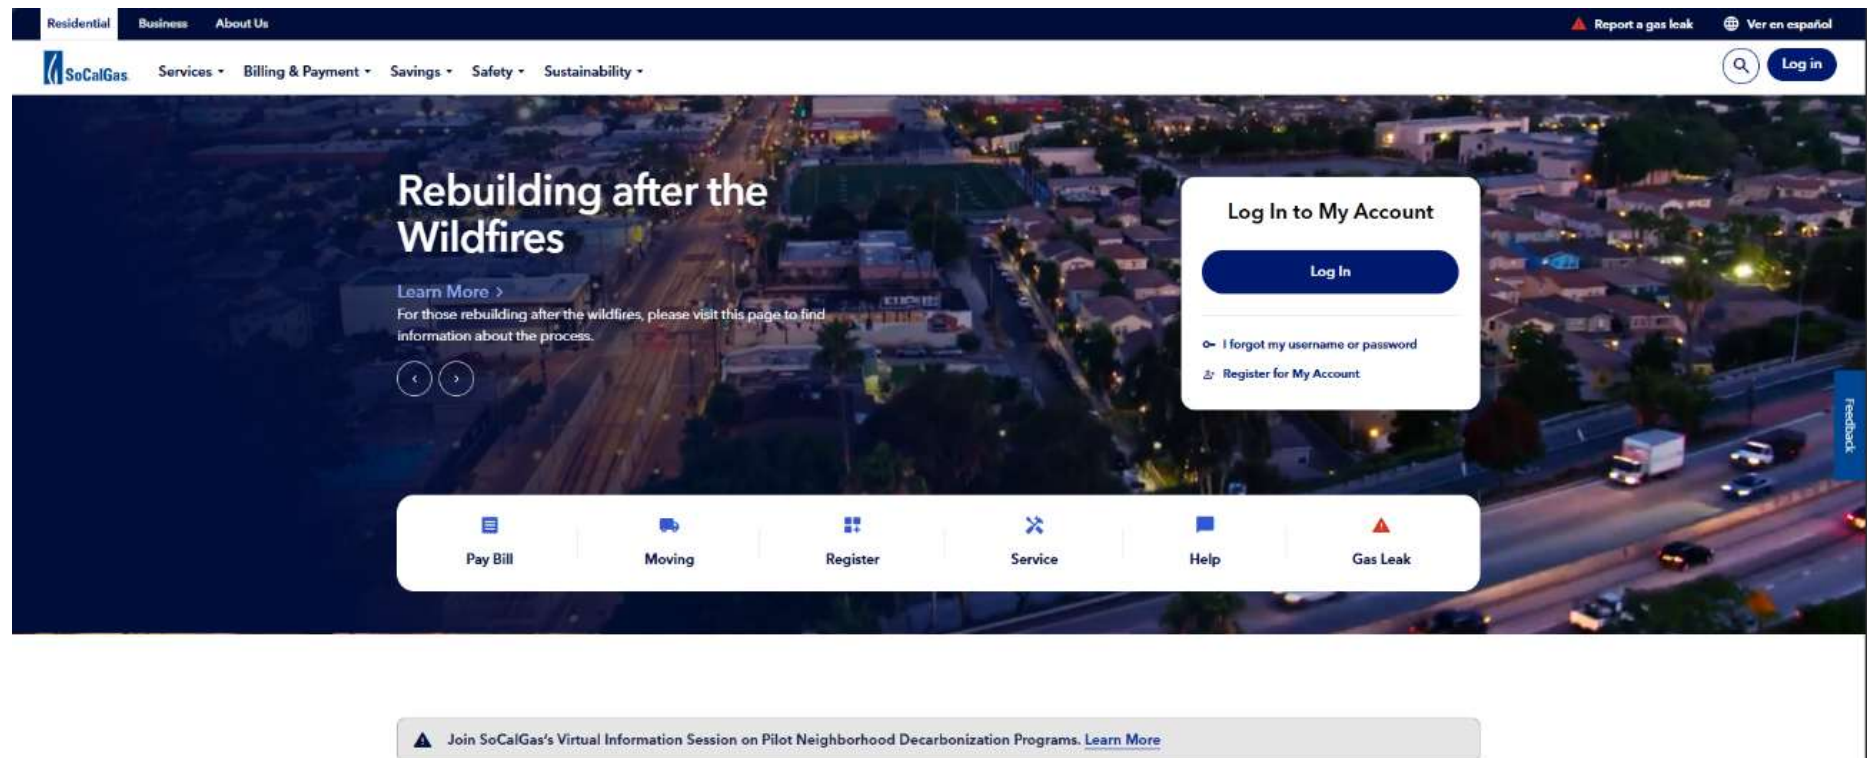 Residential Business About Us Report a gas leak Ver en español
SoCalGas Services Billing & Payment Savings Safety Sustainability Log in
Rebuilding after the
Wildfires
Learn More >
For those rebuilding after the wildfires, please visit this page to find
information about the process.
Log In to My Account
Log In
I forgot my username or password
Register for My Account
Feedback
Pay Bill Moving Register Service Help Gas Leak
Join SoCalGas's Virtual Information Session on Pilot Neighborhood Decarbonization Programs. Learn More